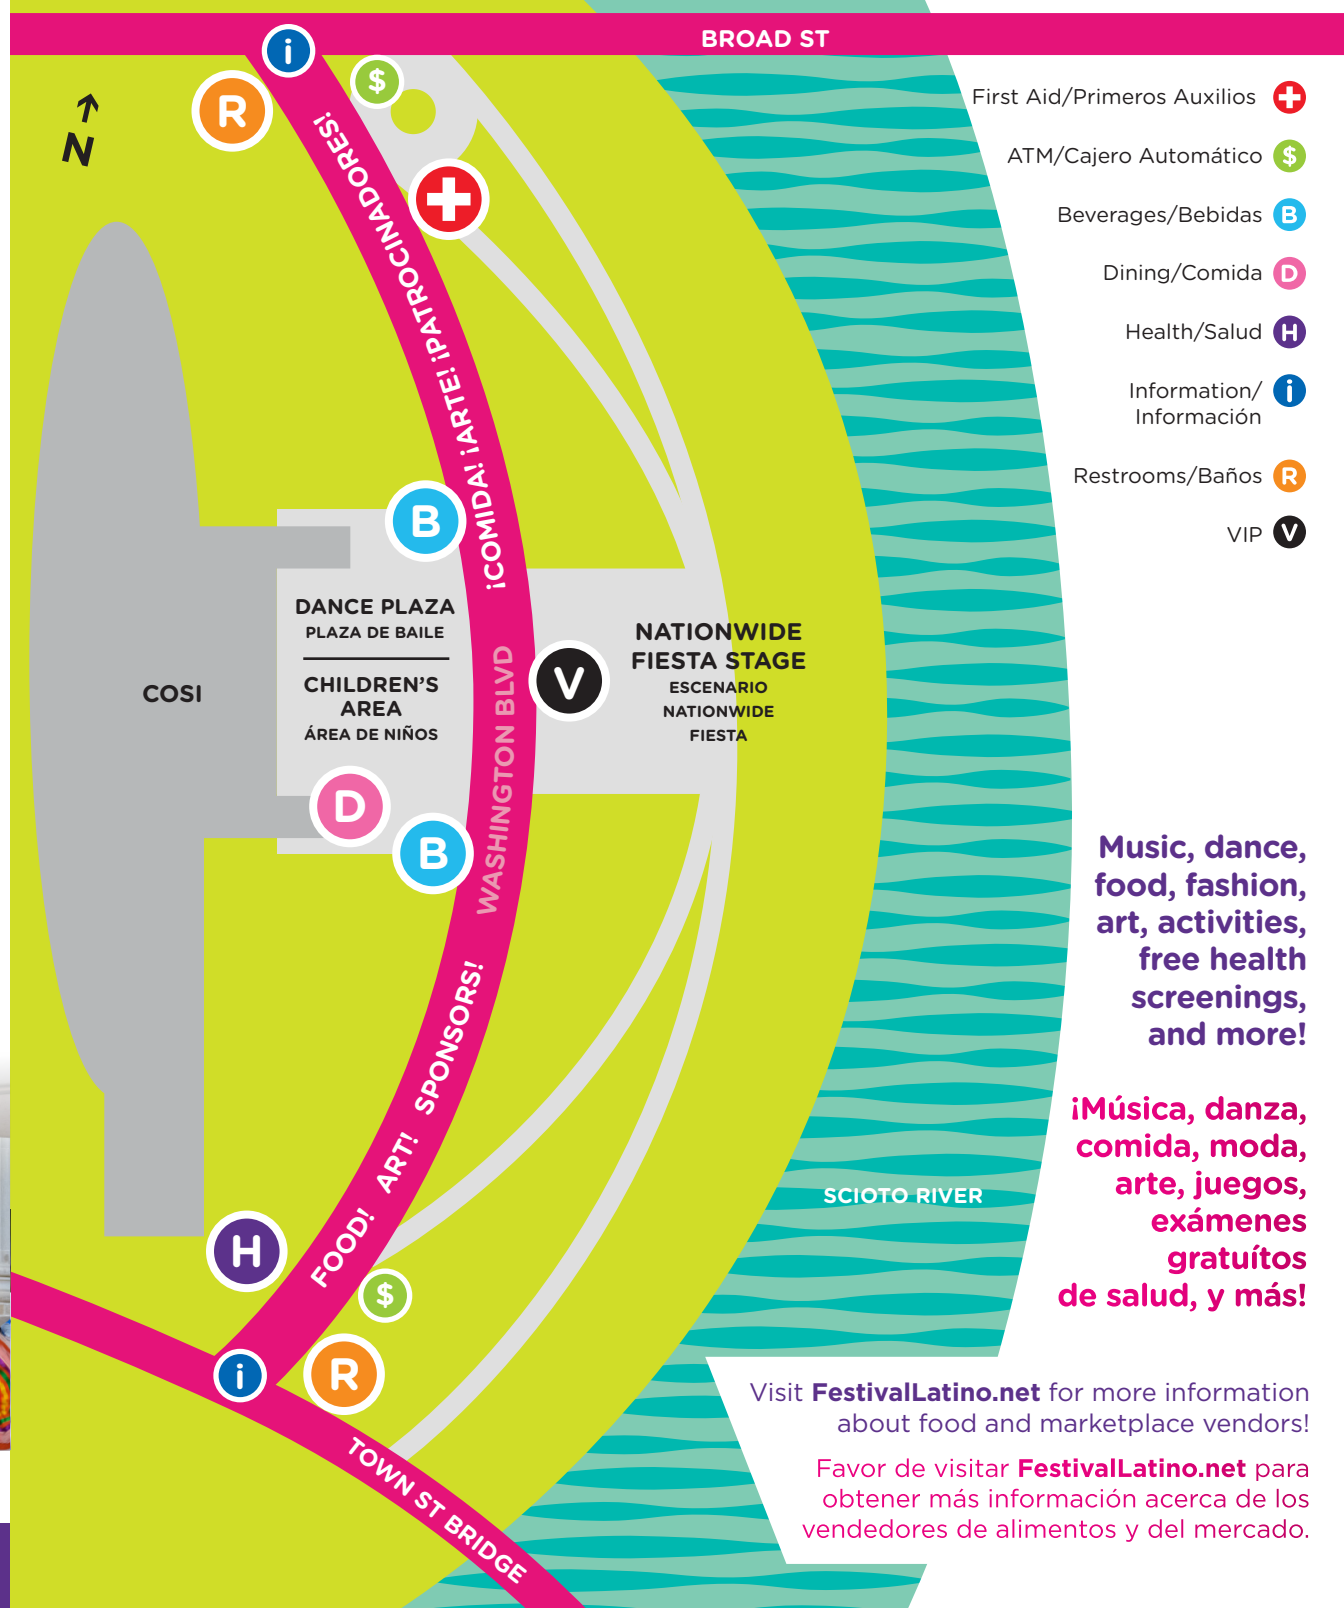 BROAD ST
i
$
R
N
¡COMIDA! ¡ARTE! ¡PATROCINADORES!
First Aid/Primeros Auxilios
ATM/Cajero Automático $
Beverages/Bebidas B
Dining/Comida D
Health/Salud H
Information/ i
Información
Restrooms/Baños R
VIP V
B
DANCE PLAZA
PLAZA DE BAILE
CHILDREN'S
AREA
ÁREA DE NIÑOS
COSI
WASHINGTON BLVD
V
NATIONWIDE
FIESTA STAGE
ESCENARIO
NATIONWIDE
FIESTA
D
B
FOOD! ART! SPONSORS!
Music, dance,
food, fashion,
art, activities,
free health
screenings,
and more!
¡Música, danza,
comida, moda,
arte, juegos,
exámenes
gratuítos
de salud, y más!
SCIOTO RIVER
H
$
i
R
TOWN ST BRIDGE
Visit FestivalLatino.net for more information
about food and marketplace vendors!
Favor de visitar FestivalLatino.net para
obtener más información acerca de los
vendedores de alimentos y del mercado.